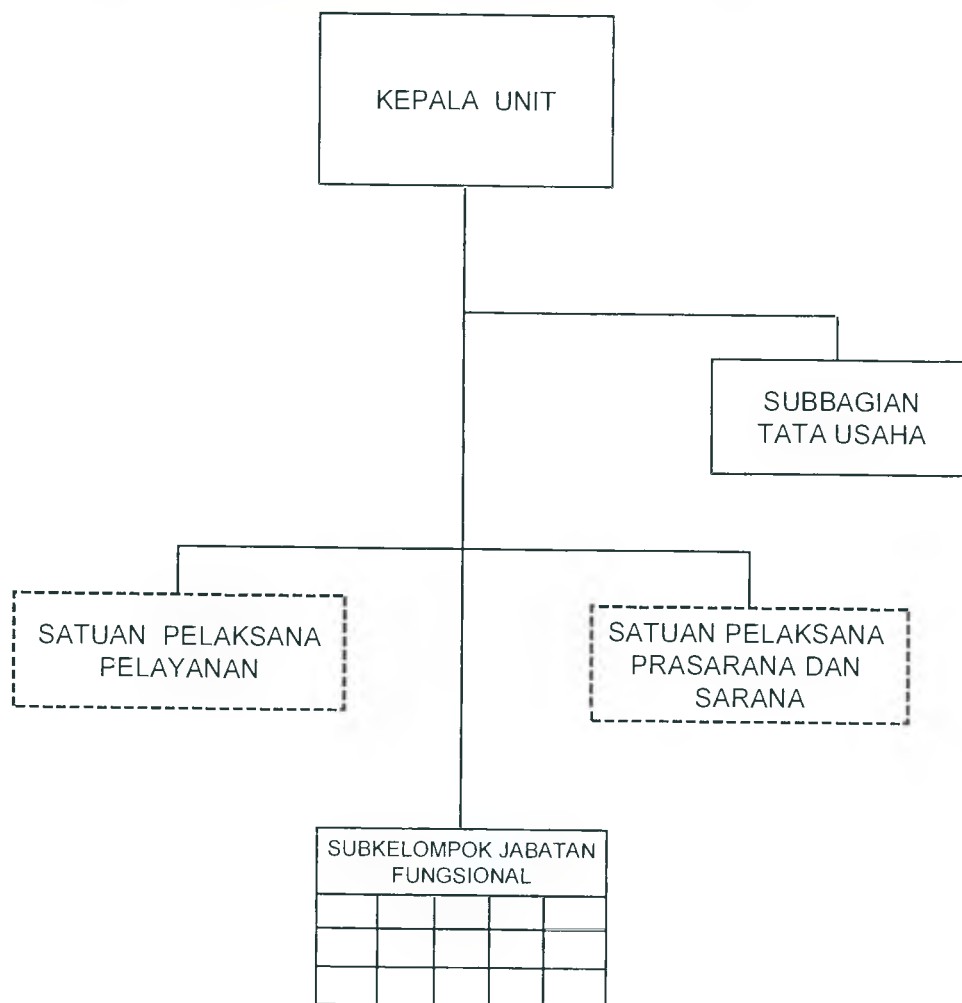 KEPALA UNIT
SUBBAGIAN
TATA USAHA
SATUAN PELAKSANA
PELAYANAN
SATUAN PELAKSANA
PRASARANA DAN
SARANA
SUBKELOMPOK JABATAN
FUNGSIONAL